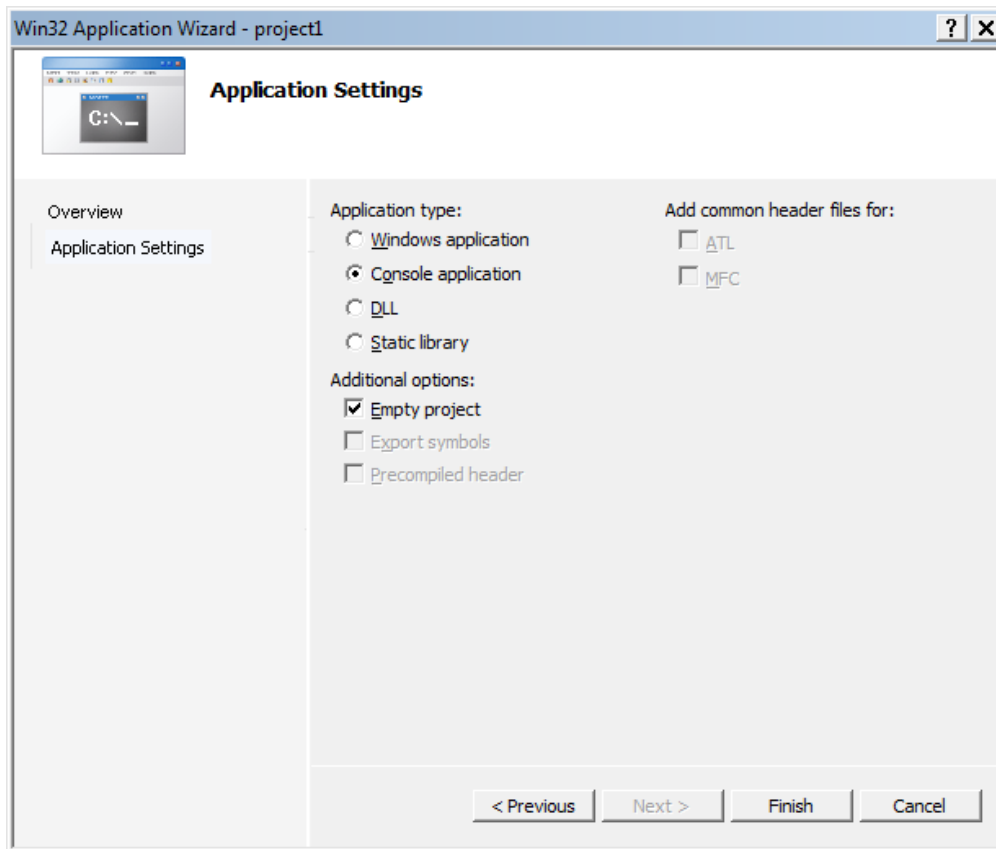 Win32 Application Wizard - project1
C:\_
Application Settings
Overview
Application Settings
Application type:
Windows application
Console application
DLL
Static library
Additional options:
Empty project
Export symbols
Precompiled header
Add common header files for:
ATL
MFC
< Previous
Next >
Finish
Cancel